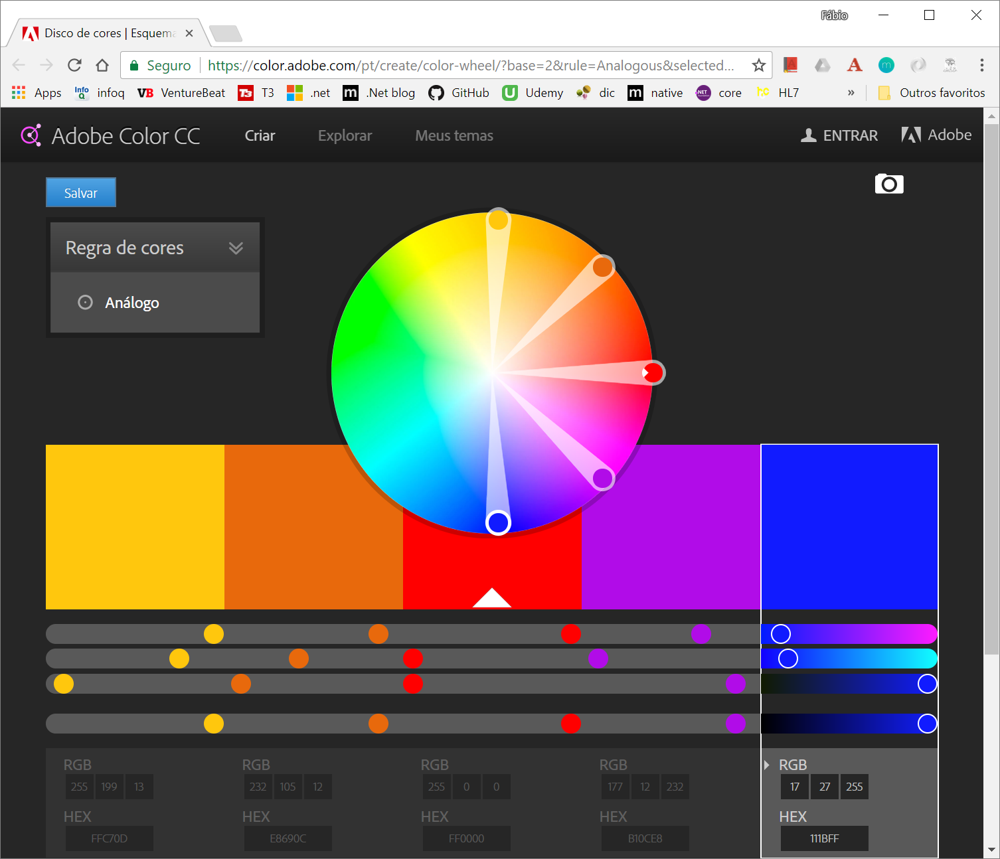 Fábio
Disco de cores | Esquema
Seguro https://color.adobe.com/pt/create/color-wheel/?base=2&rule=Analogous&selected...
Apps infoq VentureBeat T3 .net .Net blog GitHub Udemy dic native core HL7 » Outros favoritos
Adobe Color CC Criar Explorar Meus temas ENTRAR Adobe
Salvar
Regra de cores
Análogo
RGB RGB RGB RGB RGB
255 199 13 232 105 12 255 0 0 177 12 232 17 27 255
HEX HEX HEX HEX HEX
FFC70D E8690C FF0000 B10CE8 111BFF